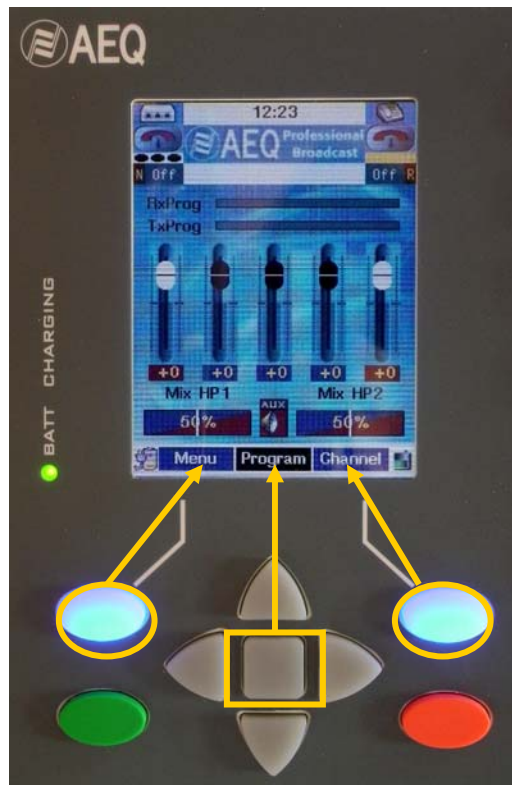 AEQ
12:23
AEQ Professional Broadcast
N Off Off R
RxProg
TxProg
+0 +0 +0 +0 +0
Mix HP1 Mix HP2
AUX
50% 50%
Menu Program Channel
BATT CHARGING